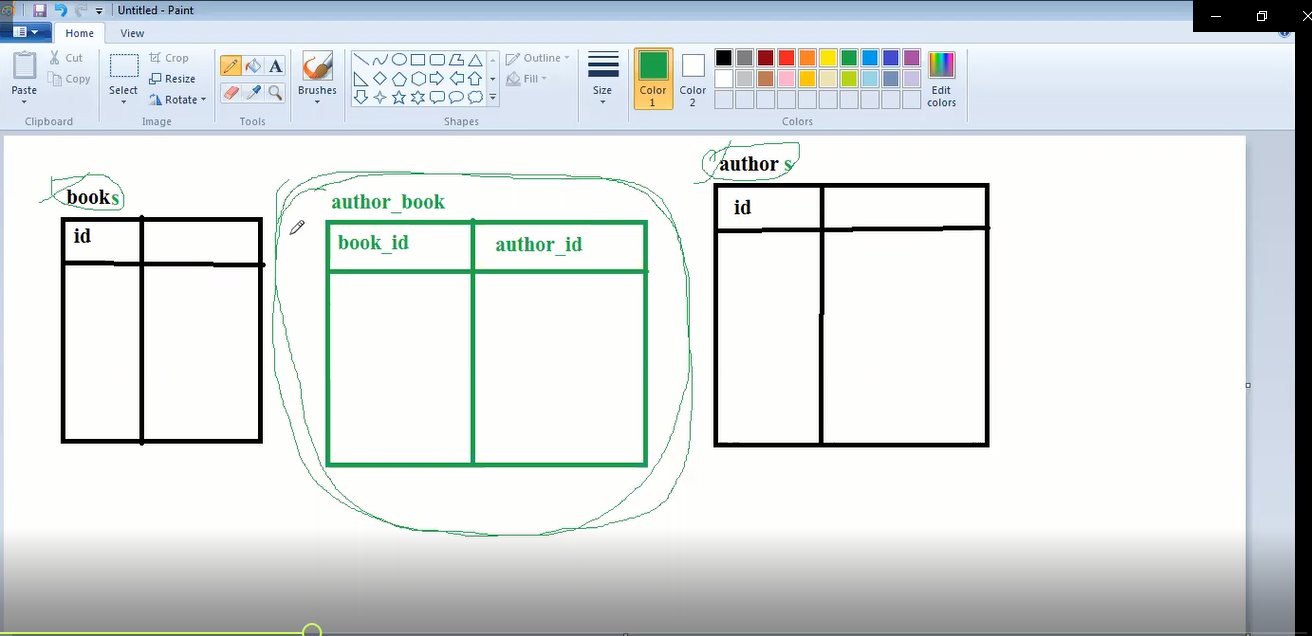 Untitled - Paint
Home
View
Paste
Cut
Copy
Clipboard
Select
Crop
Resize
Rotate
Image
A
Tools
Brushes
Outline
Fill
Shapes
Size
Color 1
Color 2
Edit colors
Colors
books
id
author_book
book_id author_id
author s
id